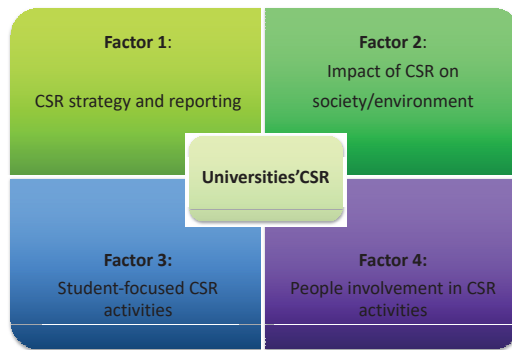 Factor 1:
CSR strategy and reporting
Factor 2:
Impact of CSR on
society/environment
Universities'CSR
Factor 3:
Student-focused CSR
activities
Factor 4:
People involvement in CSR
activities